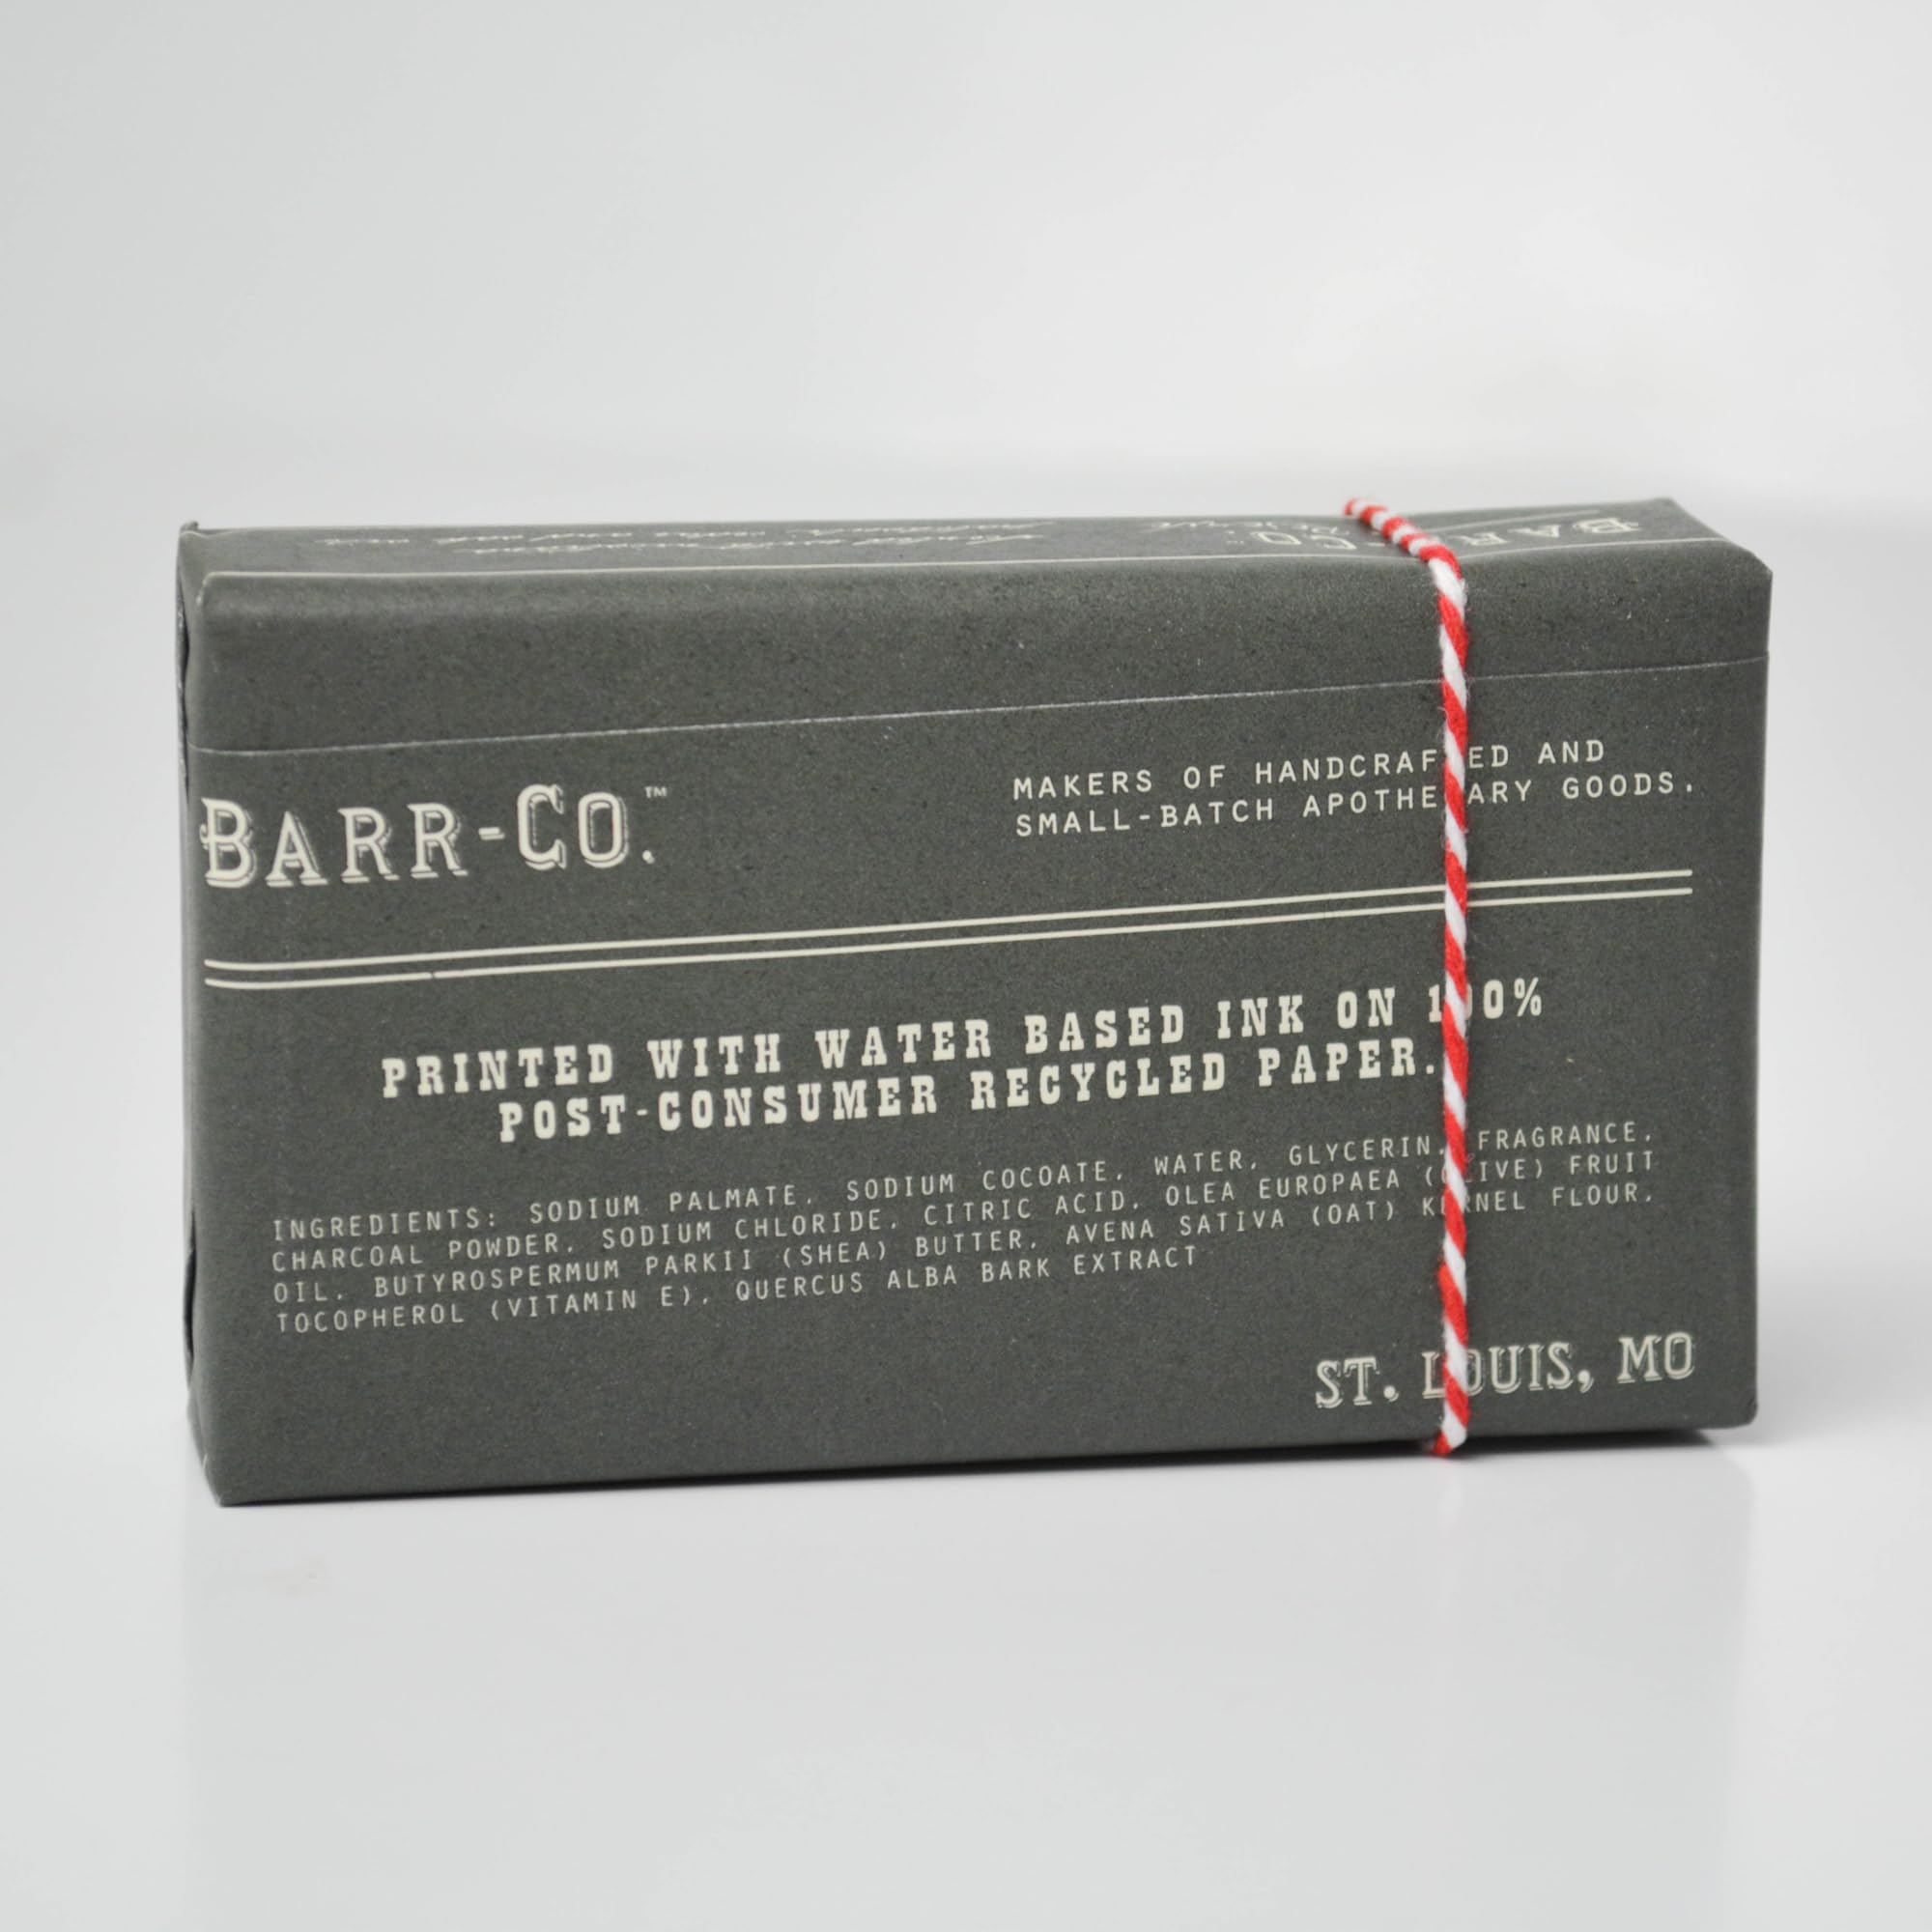 BARR-CO.™
MAKERS OF HANDCRAFTED AND
SMALL-BATCH APOTHECARY GOODS.
PRINTED WITH WATER BASED INK ON 100%
POST-CONSUMER RECYCLED PAPER.
INGREDIENTS: SODIUM PALMATE, SODIUM COCOATE, WATER, GLYCERIN, FRAGRANCE,
CHARCOAL POWDER, SODIUM CHLORIDE, CITRIC ACID, OLEA EUROPAEA (OLIVE) FRUIT
OIL, BUTYROSPERMUM PARKII (SHEA) BUTTER, AVENA SATIVA (OAT) KERNEL FLOUR,
TOCOPHEROL (VITAMIN E), QUERCUS ALBA BARK EXTRACT
ST. LOUIS, MO